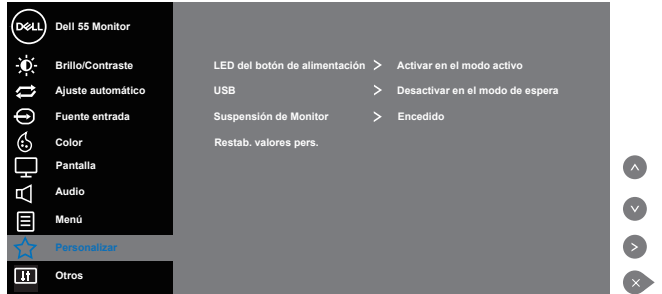 DELL Dell 55 Monitor
Brillo/Contraste LED del botón de alimentación > Activar en el modo activo
Ajuste automático USB > Desactivar en el modo de espera
Fuente entrada Suspensión de Monitor > Encedido
Color Restab. valores pers.
Pantalla
Audio
Menú
Personalizar
Otros